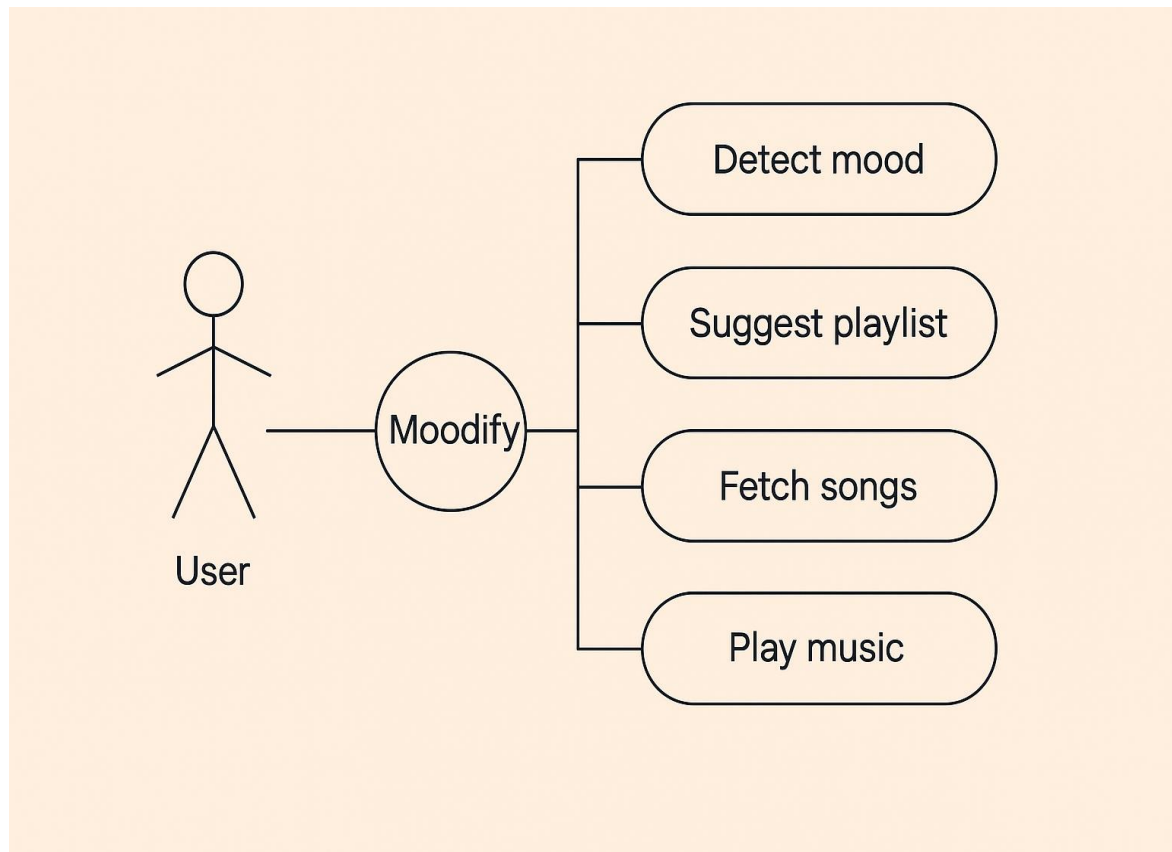 Detect mood
Suggest playlist
Moodify
Fetch songs
User
Play music